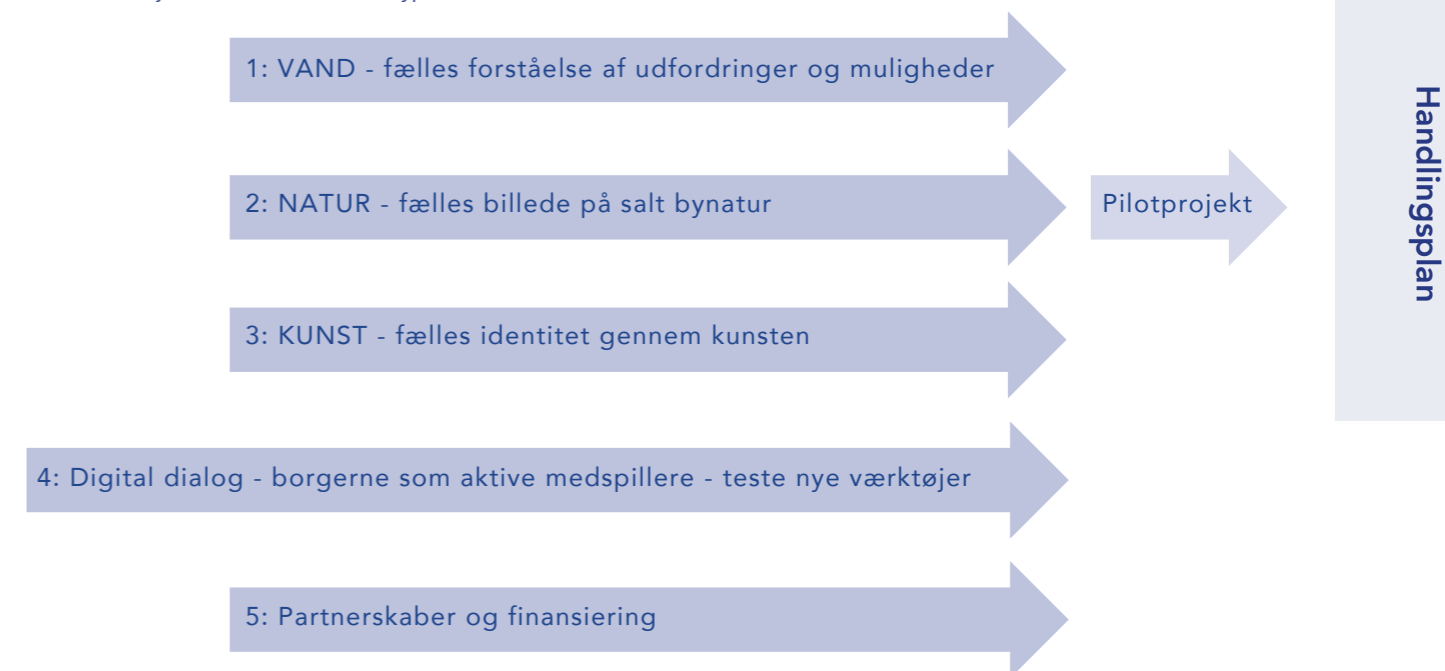 1: VAND - fælles forståelse af udfordringer og muligheder
2: NATUR - fælles billede på salt bynatur
Pilotprojekt
3: KUNST - fælles identitet gennem kunsten
4: Digital dialog - borgerne som aktive medspillere - teste nye værktøjer
5: Partnerskaber og finansiering
Handlingsplan